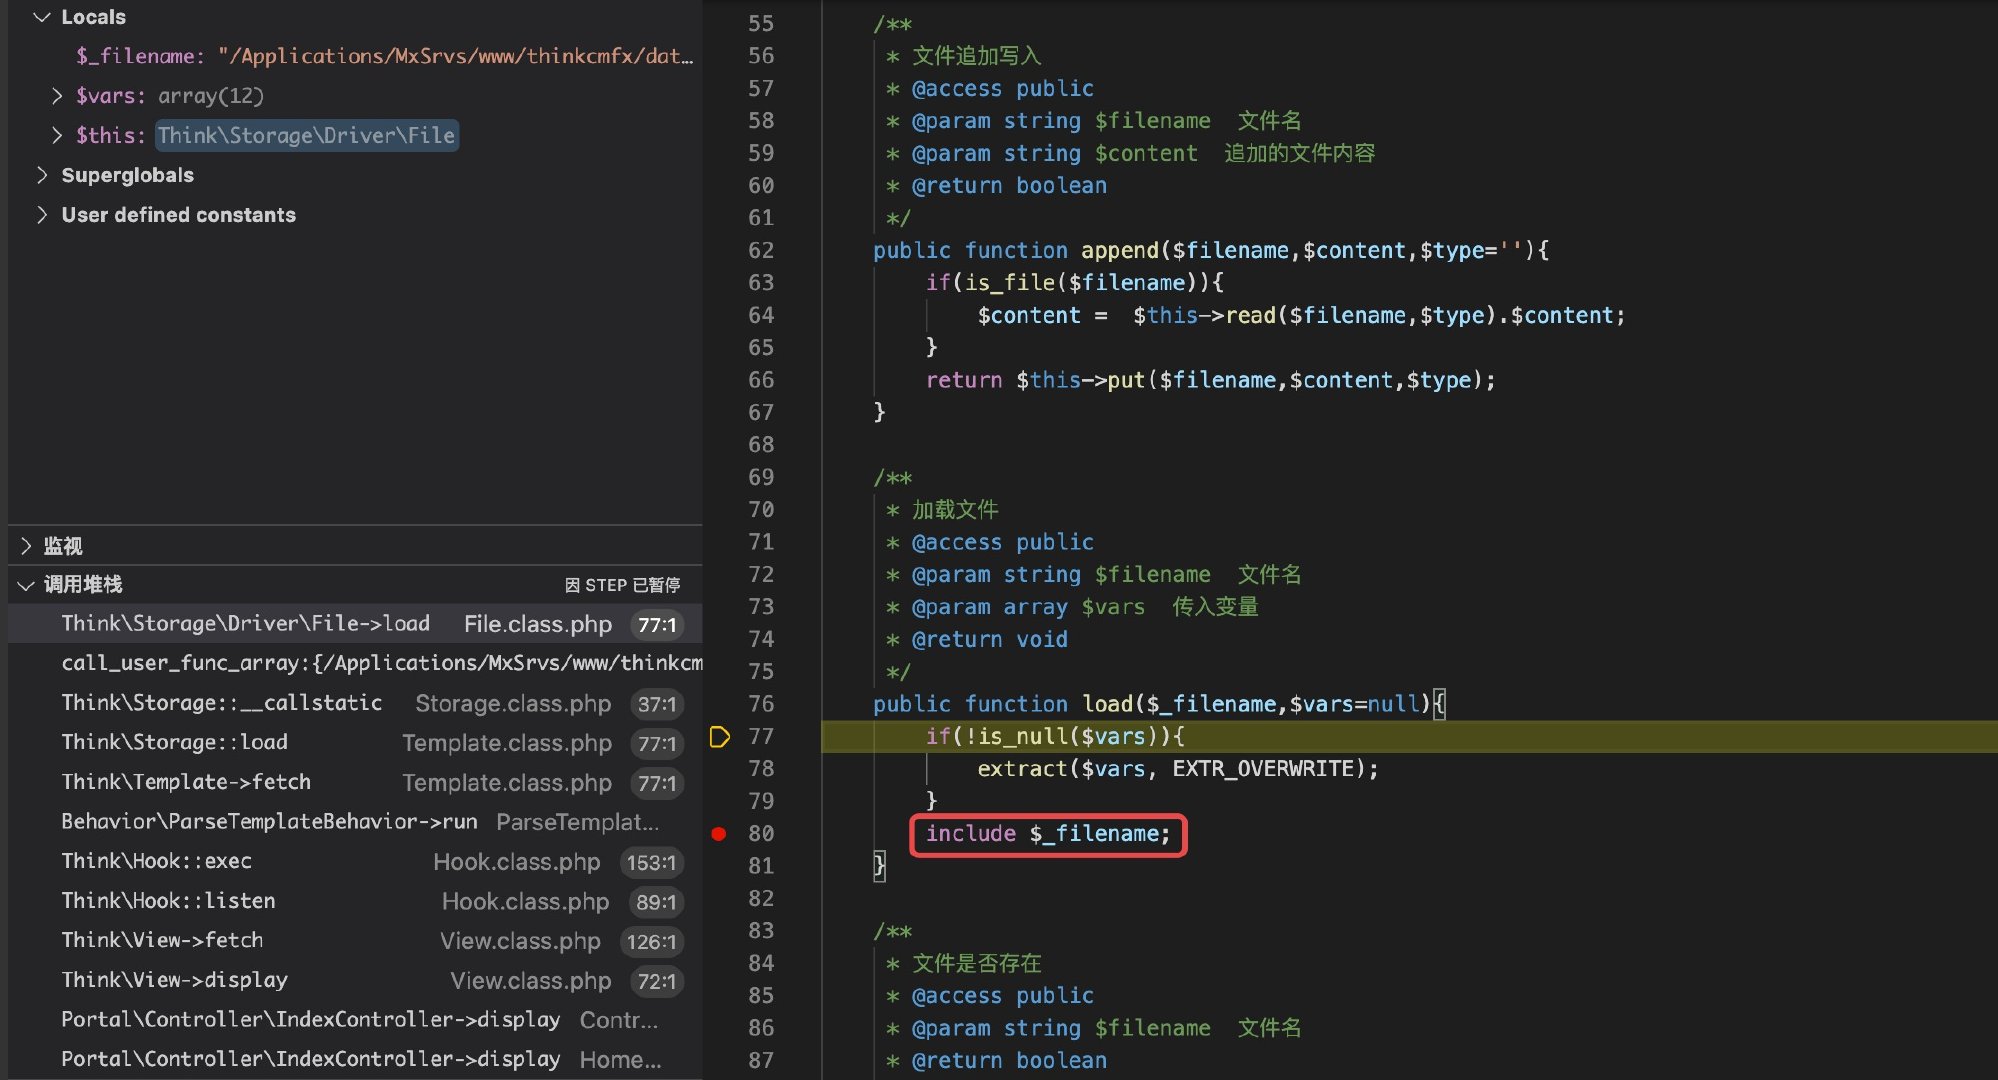 Locals
$_filename: "/Applications/MxSrvs/www/thinkcmfx/dat…
$vars: array(12)
$this: Think\Storage\Driver\File
Superglobals
User defined constants
监视
调用堆栈 因 STEP 已暂停
Think\Storage\Driver\File->load File.class.php 77:1
call_user_func_array:{/Applications/MxSrvs/www/thinkcm
Think\Storage::__callstatic Storage.class.php 37:1
Think\Storage::load Template.class.php 77:1
Think\Template->fetch Template.class.php 77:1
Behavior\ParseTemplateBehavior->run ParseTemplat…
Think\Hook::exec Hook.class.php 153:1
Think\Hook::listen Hook.class.php 89:1
Think\View->fetch View.class.php 126:1
Think\View->display View.class.php 72:1
Portal\Controller\IndexController->display Contr…
Portal\Controller\IndexController->display Home…
55 /**
56 * 文件追加写入
57 * @access public
58 * @param string $filename 文件名
59 * @param string $content 追加的文件内容
60 * @return boolean
61 */
62 public function append($filename,$content,$type=''){
63 if(is_file($filename)){
64 $content = $this->read($filename,$type).$content;
65 }
66 return $this->put($filename,$content,$type);
67 }
68
69 /**
70 * 加载文件
71 * @access public
72 * @param string $filename 文件名
73 * @param array $vars 传入变量
74 * @return void
75 */
76 public function load($_filename,$vars=null){
77 if(!is_null($vars)){
78 extract($vars, EXTR_OVERWRITE);
79 }
80 include $_filename;
81 }
82
83 /**
84 * 文件是否存在
85 * @access public
86 * @param string $filename 文件名
87 * @return boolean